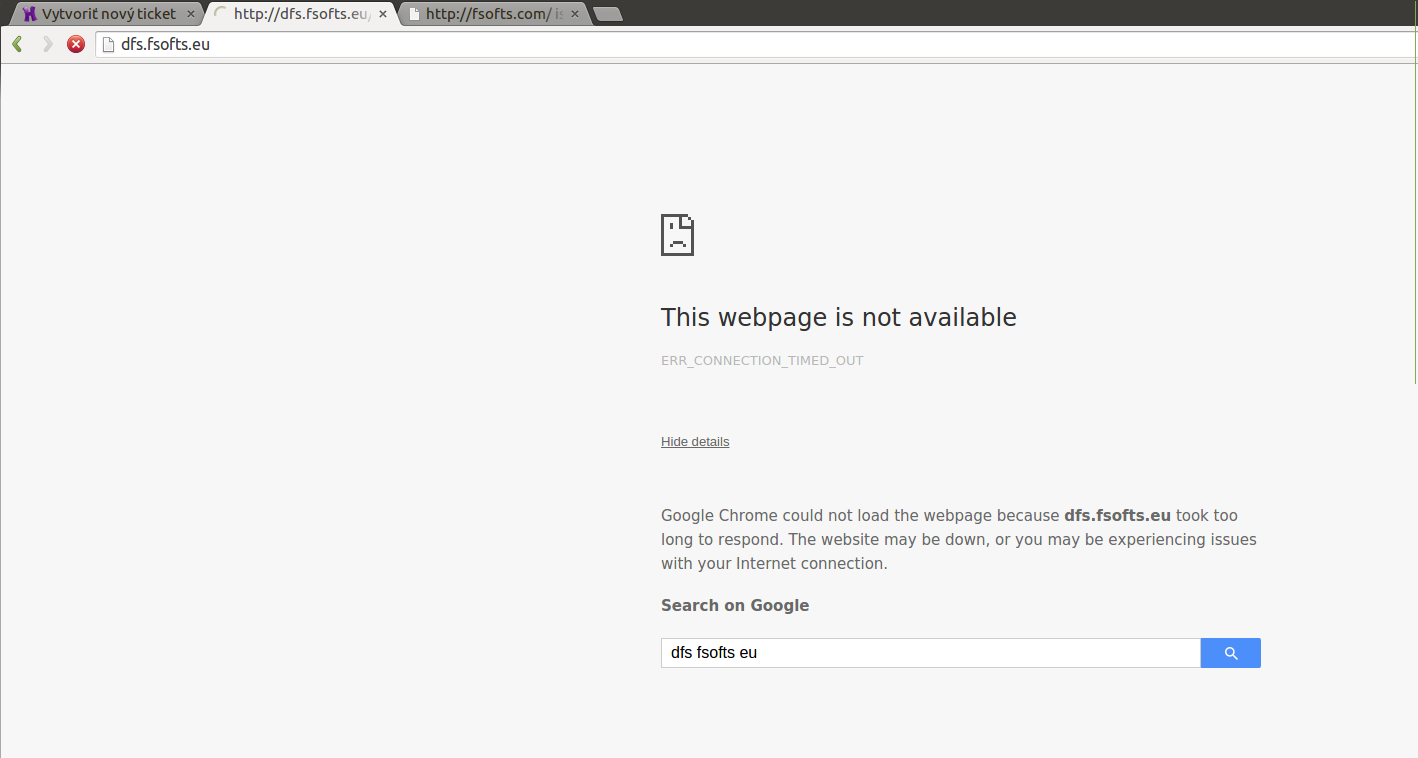 Vytvoriť nový ticket
http://dfs.fsofts.eu/
http://fsofts.com/ is
dfs.fsofts.eu
This webpage is not available
ERR_CONNECTION_TIMED_OUT
Hide details
Google Chrome could not load the webpage because dfs.fsofts.eu took too
long to respond. The website may be down, or you may be experiencing issues
with your Internet connection.
Search on Google
dfs fsofts eu